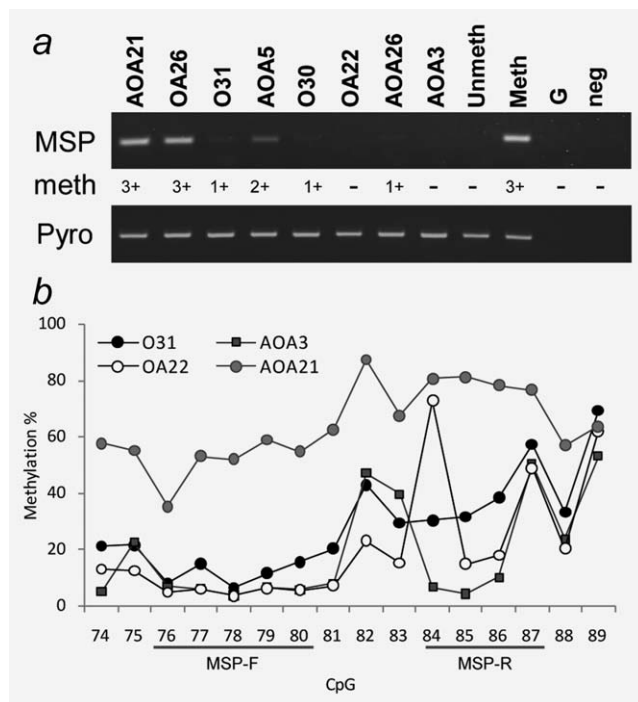 a
AOA21 OA26 O31 AOA5 O30 OA22 AOA26 AOA3 Unmeth Meth G neg
MSP
meth 3+ 3+ 1+ 2+ 1+ - 1+ - - 3+ - -
Pyro
b
100
80
60
40
20
0
Methylation %
O31 AOA3
OA22 AOA21
74 75 76 77 78 79 80 81 82 83 84 85 86 87 88 89
MSP-F MSP-R
CpG